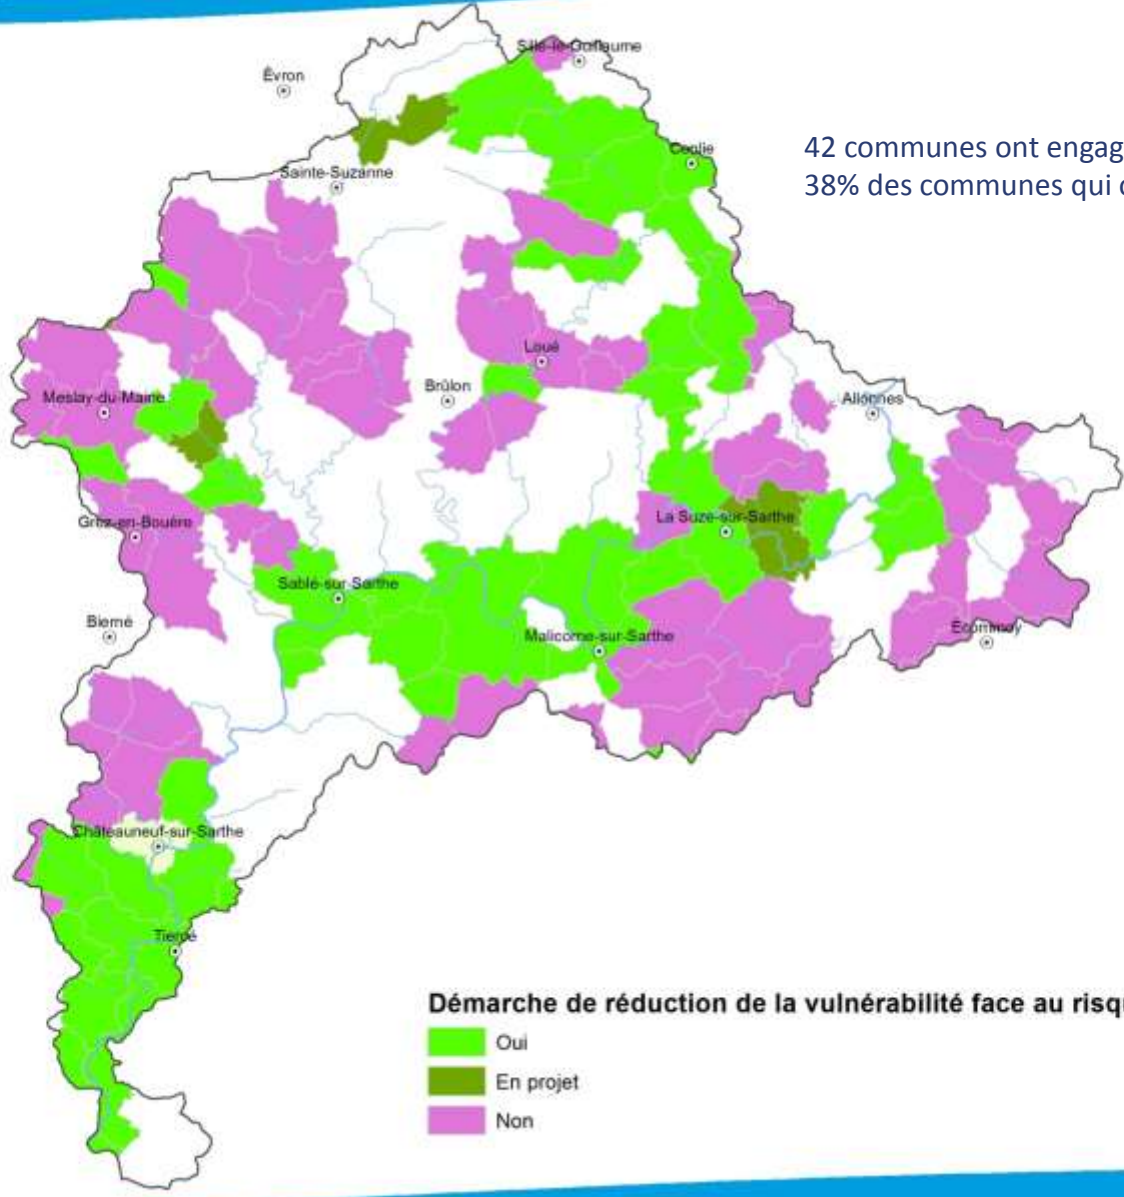 Sillé-le-Guillaume
Évron
42 communes ont engag
38% des communes qui
Conlie
Sainte-Suzanne
Loué
Brûlon
Meslay-du-Maine
Allonnes
Grez-en-Bouère
La Suze-sur-Sarthe
Sablé-sur-Sarthe
Bierné
Malicorne-sur-Sarthe
Écommoy
Châteauneuf-sur-Sarthe
Tiercé
Démarche de réduction de la vulnérabilité face au risqu
Oui
En projet
Non